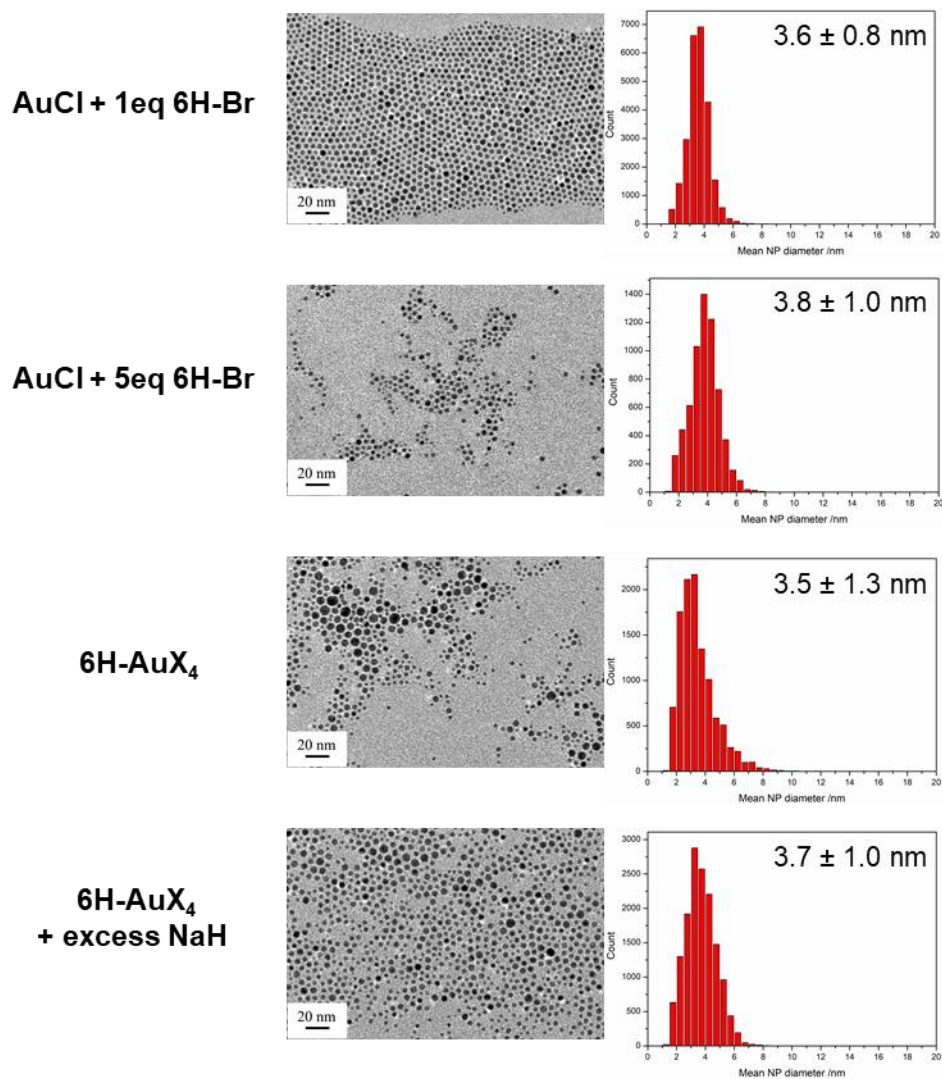 AuCl + 1eq 6H-Br
20 nm
3.6 ± 0.8 nm
Count
7000
6000
5000
4000
3000
2000
1000
0
0 2 4 6 8 10 12 14 16 18 20
Mean NP diameter /nm
AuCl + 5eq 6H-Br
20 nm
3.8 ± 1.0 nm
Count
1400
1200
1000
800
600
400
200
0
0 2 4 6 8 10 12 14 16 18 20
Mean NP diameter /nm
6H-AuX₄
20 nm
3.5 ± 1.3 nm
Count
2000
1500
1000
500
0
0 2 4 6 8 10 12 14 16 18 20
Mean NP diameter /nm
6H-AuX₄
+ excess NaH
20 nm
3.7 ± 1.0 nm
Count
3000
2500
2000
1500
1000
500
0
0 2 4 6 8 10 12 14 16 18 20
Mean NP diameter /nm